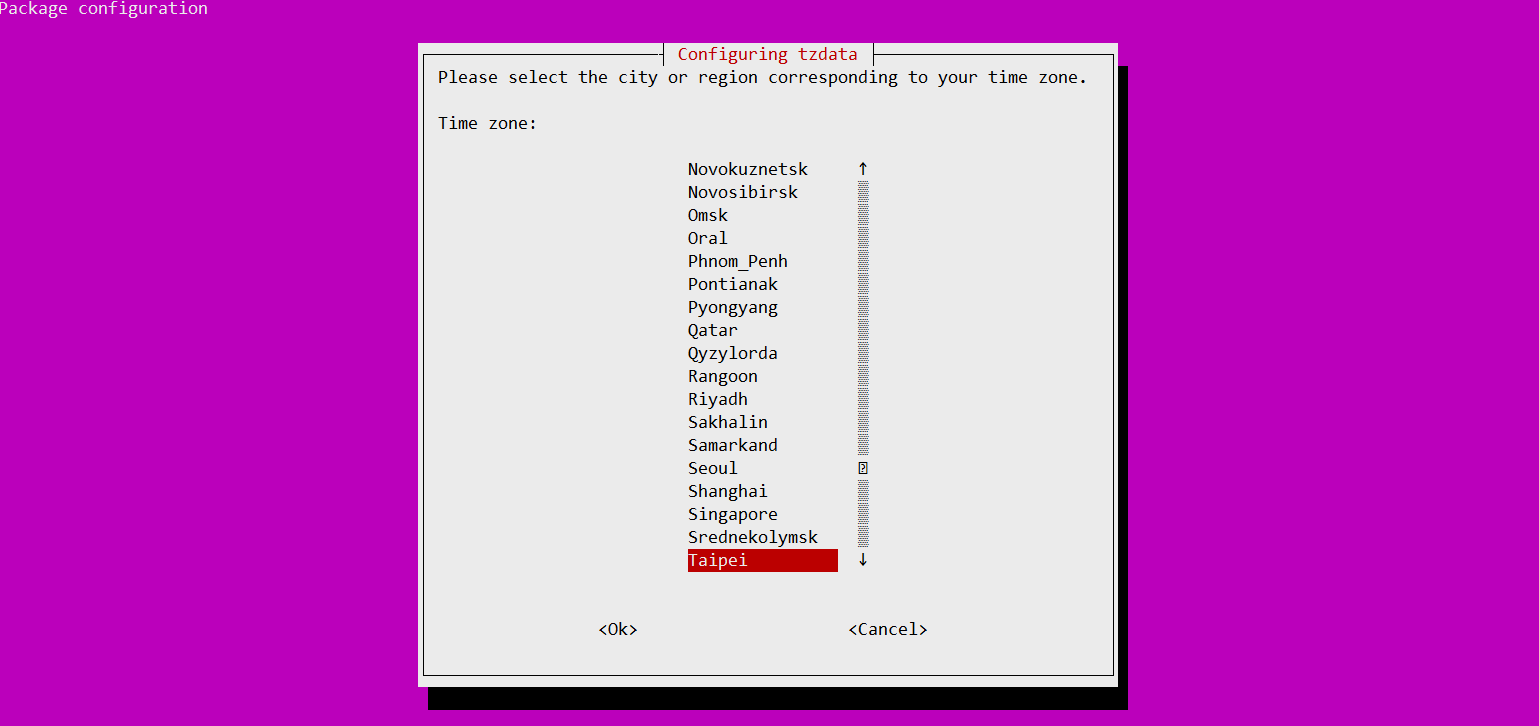 Package configuration
Configuring tzdata
Please select the city or region corresponding to your time zone.
Time zone:
Novokuznetsk
Novosibirsk
Omsk
Oral
Phnom_Penh
Pontianak
Pyongyang
Qatar
Qyzylorda
Rangoon
Riyadh
Sakhalin
Samarkand
Seoul
Shanghai
Singapore
Srednekolymsk
Taipei
<Ok> <Cancel>